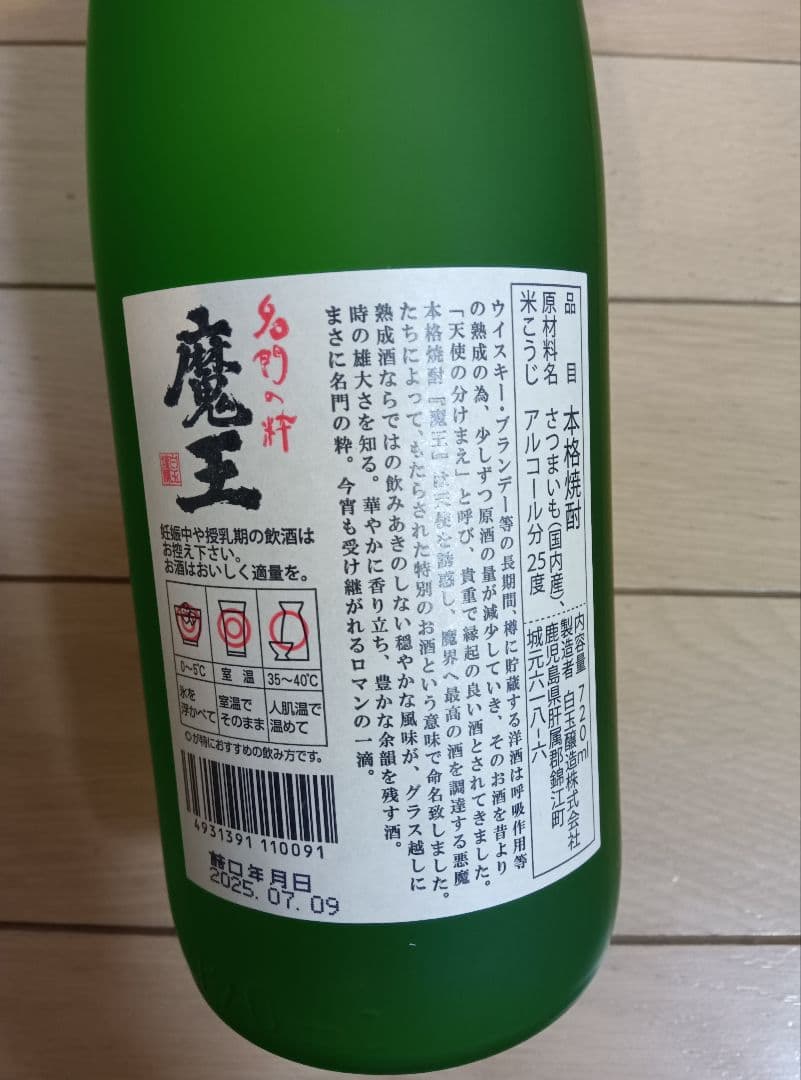 品目 本格焼酎
原材料名 さつまいも(国内産)、
米こうじ アルコール分 25度
内容量 720ml
製造者 白玉醸造株式会社
鹿児島県肝属郡錦江町
城元六一八-六
ウイスキー・ブランデー等の長期間、樽に貯蔵する洋酒は呼吸作用等
の熟成の為、少しずつ原酒の量が減少していき、そのお酒を昔より
「天使の分けまえ」と呼び、貴重で縁起の良い酒とされてきました。
本格焼酎『魔王』は天使を誘惑し、魔界へ最高の酒を調達する悪魔
たちによって、もたらされた特別のお酒という意味で命名致しました。
熟成酒ならではの飲みあきのしない穏やかな風味が、グラス越しに
時の雄大さを知る。華やかに香り立ち、豊かな余韻を残す酒。
まさに名門の粋。今宵も受け継がれるロマンの一滴。
名門の粋
魔王
妊娠中や授乳期の飲酒は
お控え下さい。
お酒はおいしく適量を。
0〜5℃ 室温 35〜40℃
氷を
浮かべて
室温で
そのまま
人肌温で
温めて
◎が特におすすめの飲み方です。
4931391 110091
詰口年月日
2025.07.09